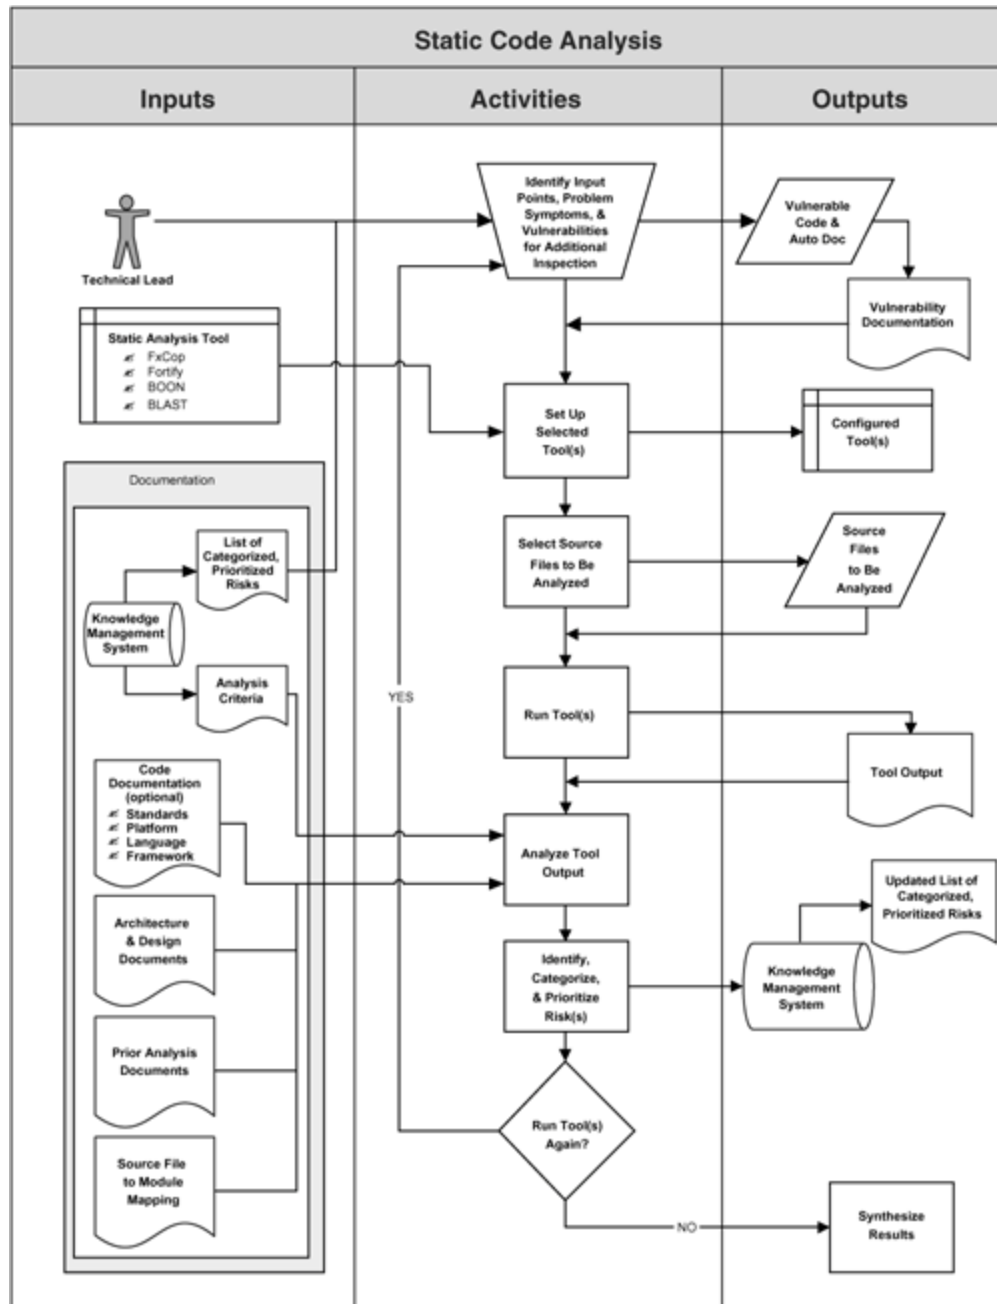 Static Code Analysis
Inputs
Activities
Outputs
Technical Lead
Static Analysis Tool
FxCop
Fortify
BOON
BLAST
Documentation
List of
Categorized,
Prioritized
Risks
Knowledge
Management
System
Analysis
Criteria
Code
Documentation
(optional)
Standards
Platform
Language
Framework
Architecture
& Design
Documents
Prior Analysis
Documents
Source File
to Module
Mapping
Identify Input
Points, Problem
Symptoms, &
Vulnerabilities
for Additional
Inspection
Set Up
Selected
Tool(s)
Select Source
Files to Be
Analyzed
YES
Run Tool(s)
Analyze Tool
Output
Identify,
Categorize,
& Prioritize
Risk(s)
Run Tool(s)
Again?
NO
Vulnerable
Code &
Auto Doc
Vulnerability
Documentation
Configured
Tool(s)
Source
Files
to Be
Analyzed
Tool Output
Updated List of
Categorized,
Prioritized Risks
Knowledge
Management
System
Synthesize
Results